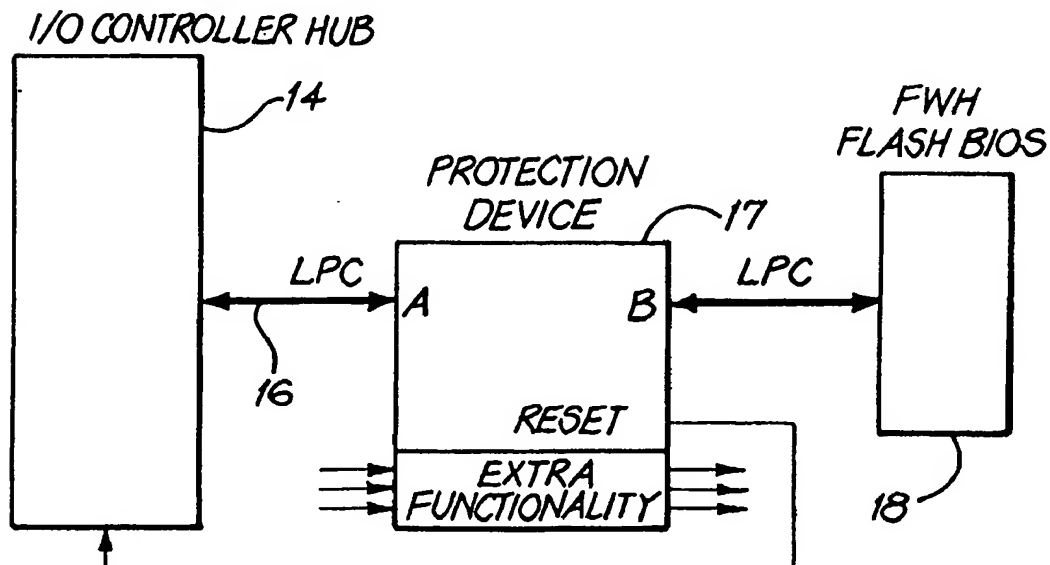 I/O CONTROLLER HUB
14
FWH
FLASH BIOS
PROTECTION
DEVICE
17
LPC
LPC
A
B
16
RESET
EXTRA
FUNCTIONALITY
18